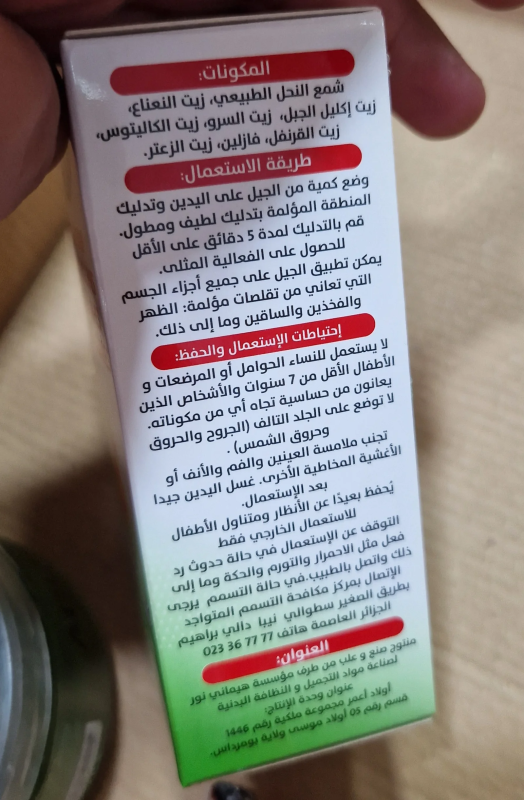 المكونات:
شمع النحل الطبيعي، زيت النعناع،
زيت إكليل الجبل، زيت السرو، زيت الكاليتوس،
زيت القرنفل، فازلين، زيت الزعتر.
طريقة الاستعمال:
وضع كمية من الجيل على اليدين وتدليك
المنطقة المؤلمة بتدليك لطيف ومطول.
قم بالتدليك لمدة 5 دقائق على الأقل
للحصول على الفعالية المثلى.
يمكن تطبيق الجيل على جميع أجزاء الجسم
التي تعاني من تقلصات مؤلمة: الظهر
والفخذين والساقين وما إلى ذلك.
إحتياطات الإستعمال والحفظ:
لا يستعمل للنساء الحوامل أو المرضعات و
الأطفال الأقل من 7 سنوات والأشخاص الذين
يعانون من حساسية تجاه أي من مكوناته.
لا توضع على الجلد التالف (الجروح والحروق
وحروق الشمس) .
تجنب ملامسة العينين والفم والأنف أو
الأغشية المخاطية الأخرى. غسل اليدين جيدا
بعد الإستعمال.
يُحفظ بعيدًا عن الأنظار ومتناول الأطفال
للاستعمال الخارجي فقط
التوقف عن الإستعمال في حالة حدوث رد
فعل مثل الاحمرار والتورم والحكة وما إلى
ذلك واتصل بالطبيب.في حالة التسمم يرجى
الإتصال بمركز مكافحة التسمم المتواجد
بطريق الصغير سطوالي نيبا دالي براهيم
الجزائر العاصمة هاتف 77 77 36 023
العنوان:
منتوج صنع و علب من طرف مؤسسة هيماني نور
لصناعة مواد التجميل و النظافة البدنية
عنوان وحدة الإنتاج:
أولاد أعمر مجموعة ملكية رقم 1446
قسم رقم 05 أولاد موسى ولاية بومرداس.